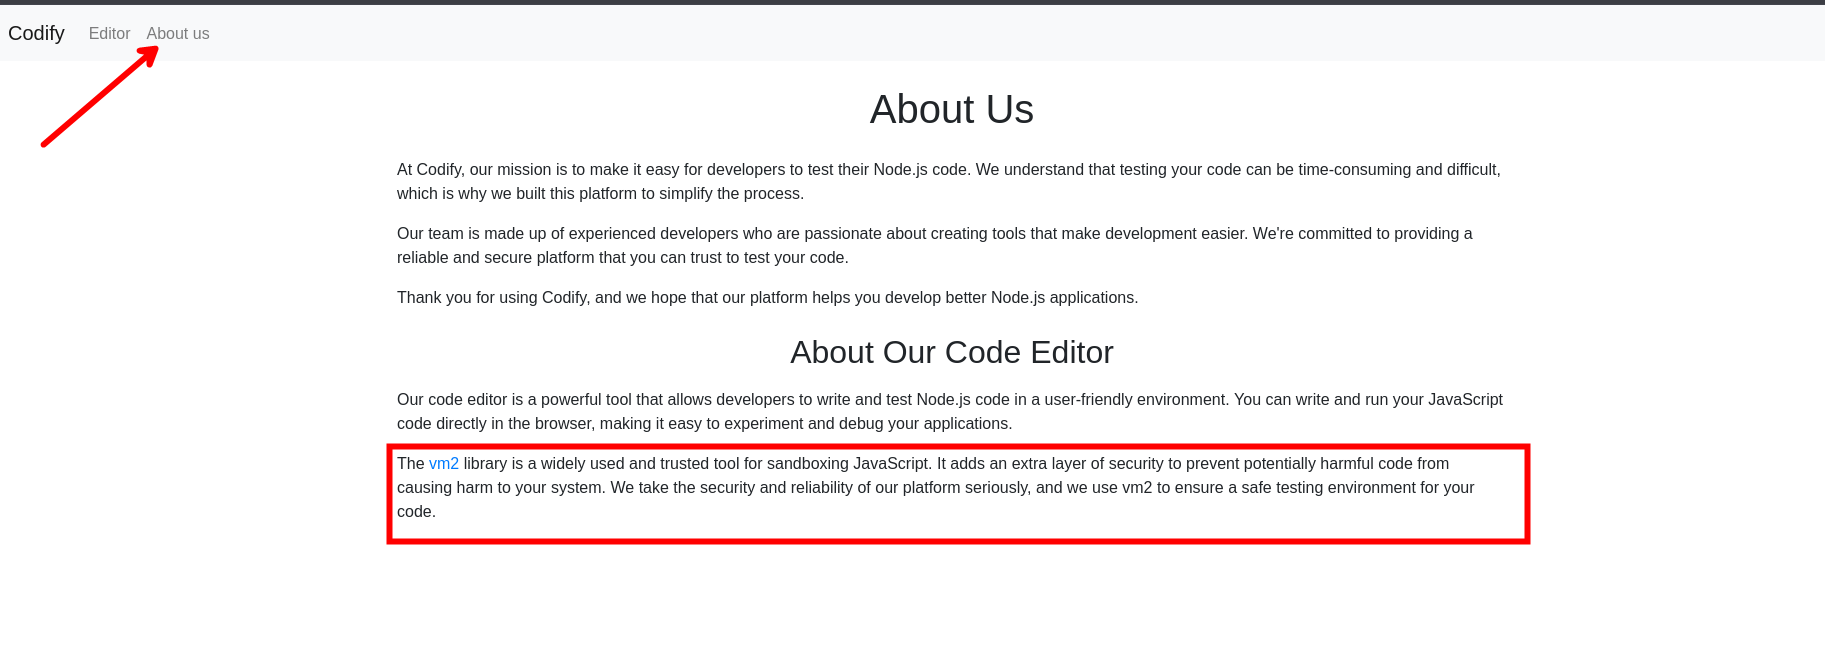 Codify Editor About us
About Us
At Codify, our mission is to make it easy for developers to test their Node.js code. We understand that testing your code can be time-consuming and difficult,
which is why we built this platform to simplify the process.
Our team is made up of experienced developers who are passionate about creating tools that make development easier. We're committed to providing a
reliable and secure platform that you can trust to test your code.
Thank you for using Codify, and we hope that our platform helps you develop better Node.js applications.
About Our Code Editor
Our code editor is a powerful tool that allows developers to write and test Node.js code in a user-friendly environment. You can write and run your JavaScript
code directly in the browser, making it easy to experiment and debug your applications.
The vm2 library is a widely used and trusted tool for sandboxing JavaScript. It adds an extra layer of security to prevent potentially harmful code from
causing harm to your system. We take the security and reliability of our platform seriously, and we use vm2 to ensure a safe testing environment for your
code.